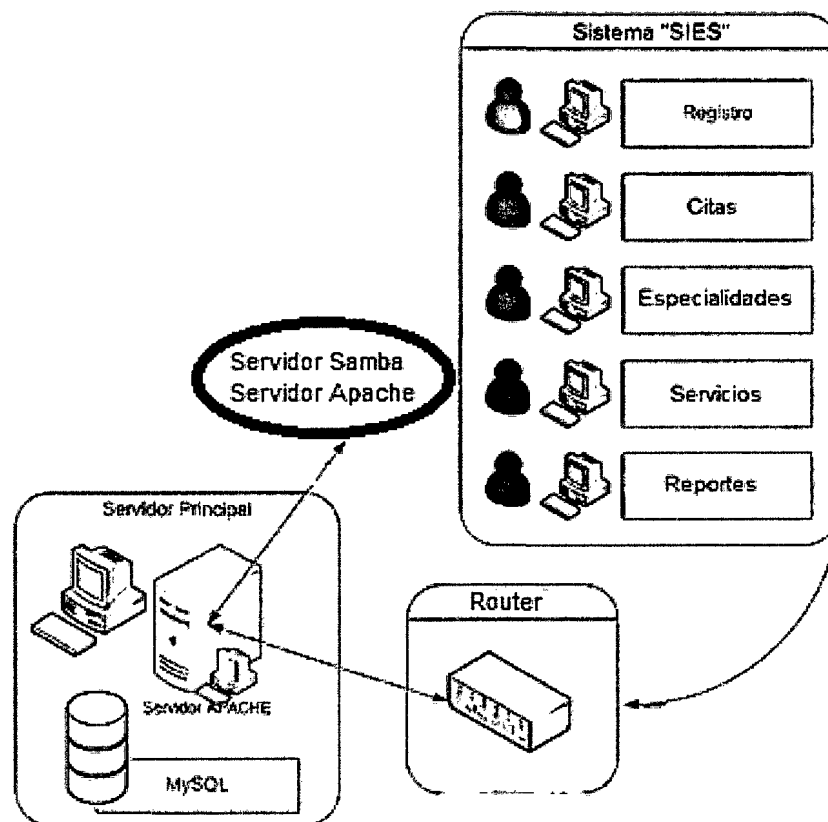 Sistema "SIES"
Registro
Citas
Especialidades
Servicios
Reportes
Servidor Samba
Servidor Apache
Servidor Principal
Servidor APACHE
MySQL
Router